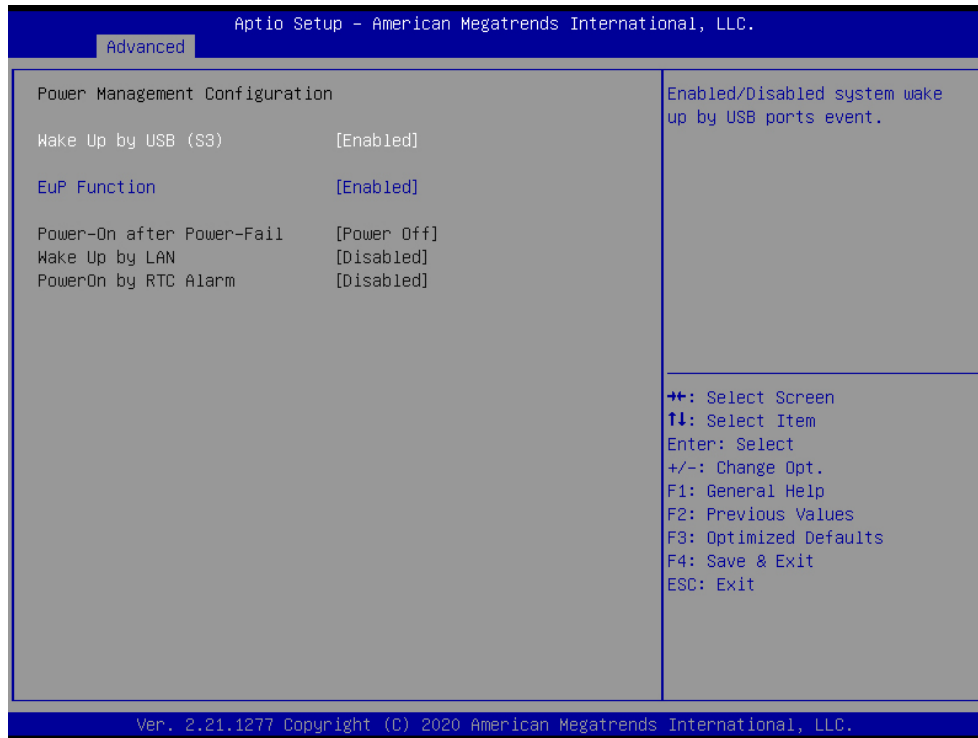 Aptio Setup – American Megatrends International, LLC.
Advanced
Power Management Configuration
Wake Up by USB (S3) [Enabled]
EuP Function [Enabled]
Power-On after Power-Fail [Power Off]
Wake Up by LAN [Disabled]
PowerOn by RTC Alarm [Disabled]
Enabled/Disabled system wake
up by USB ports event.
→←: Select Screen
↑↓: Select Item
Enter: Select
+/-: Change Opt.
F1: General Help
F2: Previous Values
F3: Optimized Defaults
F4: Save & Exit
ESC: Exit
Ver. 2.21.1277 Copyright (C) 2020 American Megatrends International, LLC.